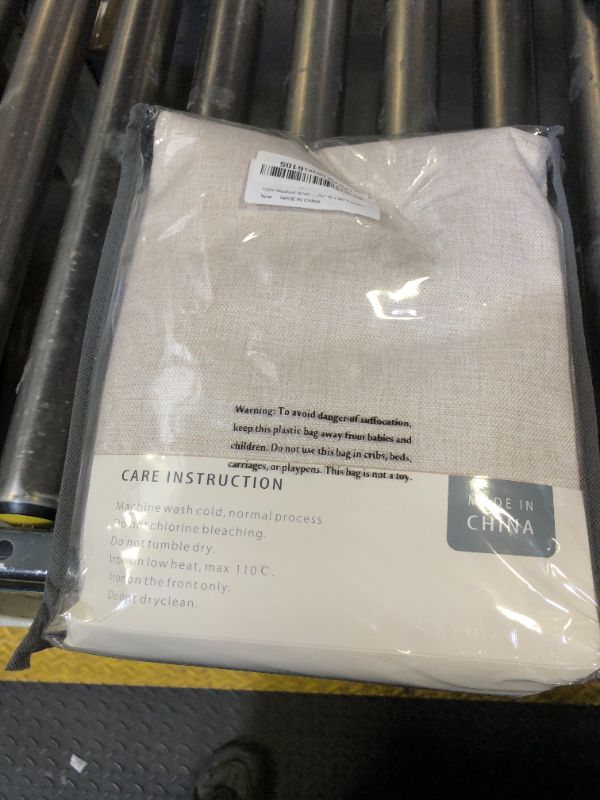 6105
New MADE IN CHINA
Warning: To avoid danger of suffocation,
keep this plastic bag away from babies and
children. Do not use this bag in cribs, beds,
carriages, or playpens. This bag is not a toy.
CARE INSTRUCTION
Machine wash cold, normal process
Do not chlorine bleaching.
Do not tumble dry.
Iron on low heat, max 110℃.
Iron on the front only.
Do not dryclean.
MADE IN
CHINA